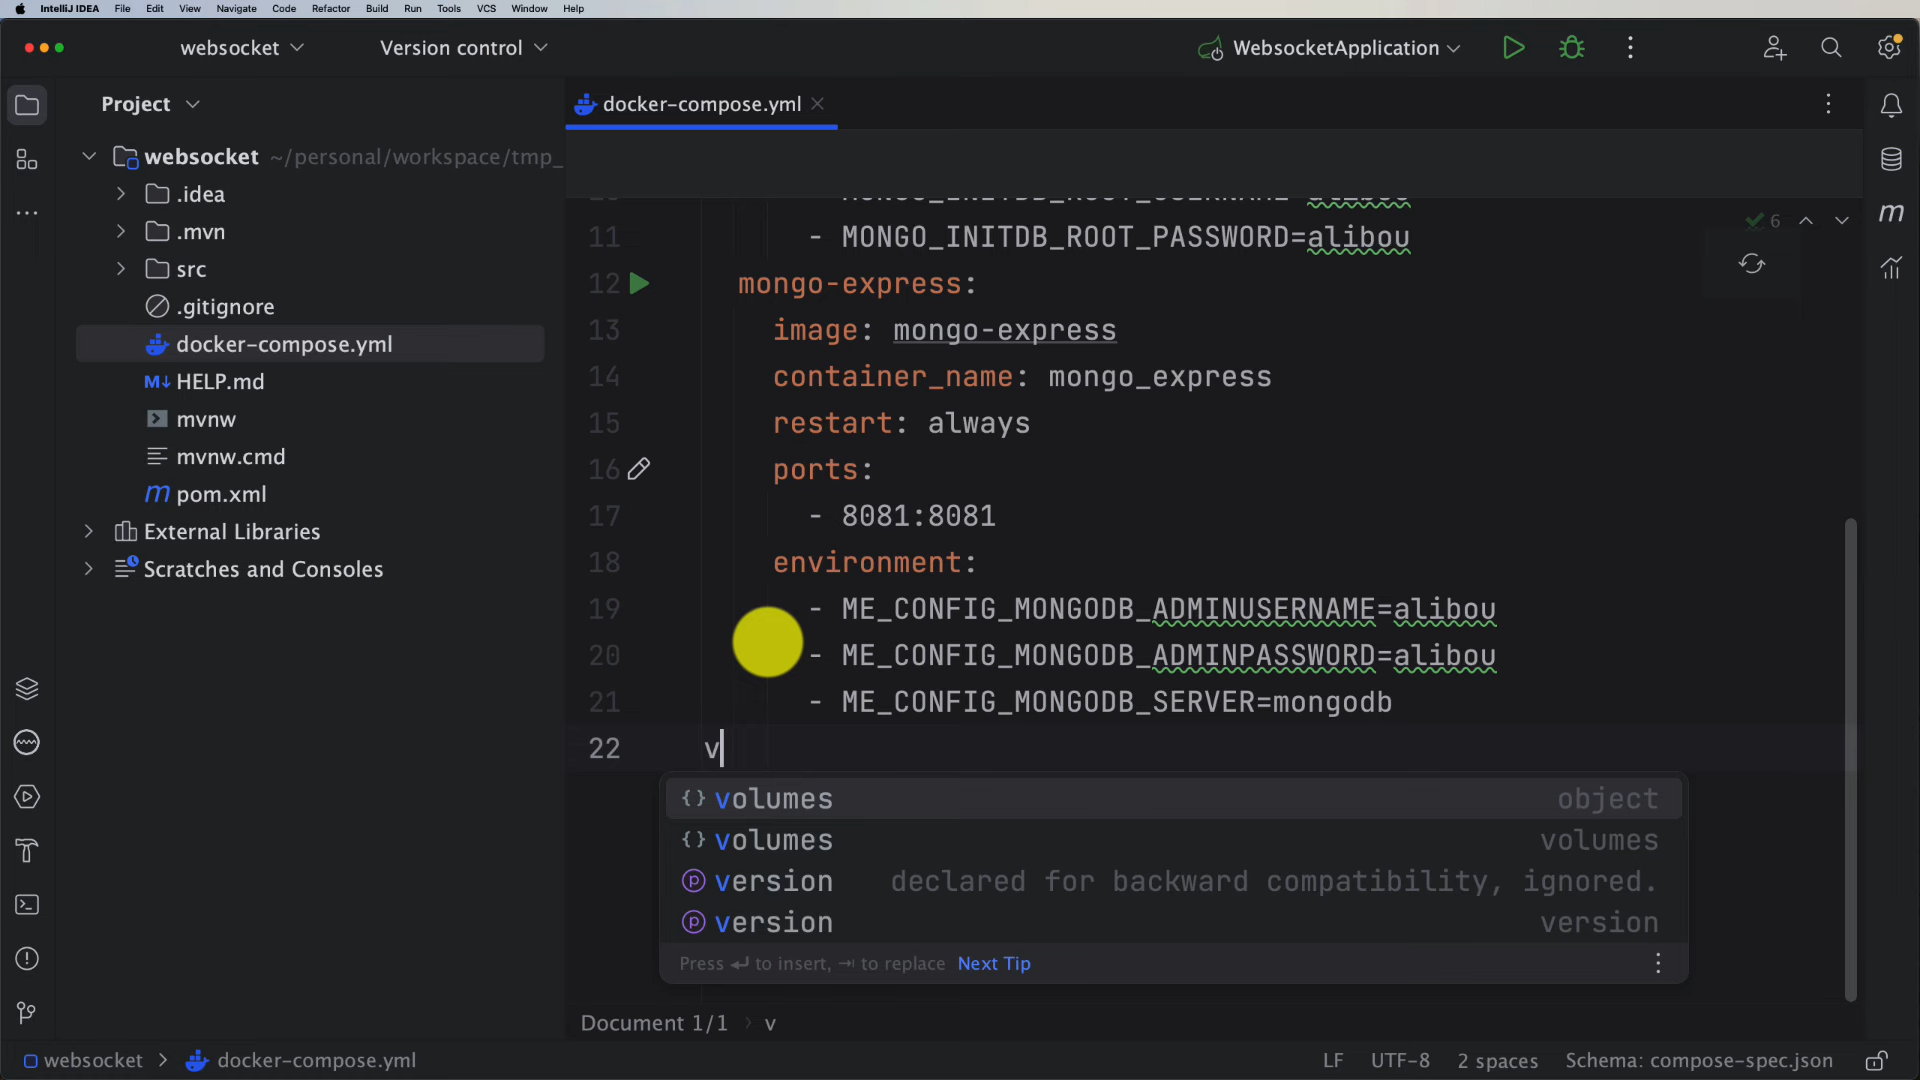 IntelliJ IDEA File Edit View Navigate Code Refactor Build Run Tools VCS Window Help
websocket Version control WebsocketApplication
Project docker-compose.yml
websocket ~/personal/workspace/tmp_
.idea
.mvn
src
.gitignore
docker-compose.yml
HELP.md
mvnw
mvnw.cmd
pom.xml
External Libraries
Scratches and Consoles
6
11 - MONGO_INITDB_ROOT_PASSWORD=alibou
12 mongo-express:
13 image: mongo-express
14 container_name: mongo_express
15 restart: always
16 ports:
17 - 8081:8081
18 environment:
19 - ME_CONFIG_MONGODB_ADMINUSERNAME=alibou
20 - ME_CONFIG_MONGODB_ADMINPASSWORD=alibou
21 - ME_CONFIG_MONGODB_SERVER=mongodb
22 v
{} volumes object
{} volumes volumes
p version declared for backward compatibility, ignored.
p version version
Press ↵ to insert, ⇥ to replace Next Tip
Document 1/1 › v
websocket › docker-compose.yml LF UTF-8 2 spaces Schema: compose-spec.json